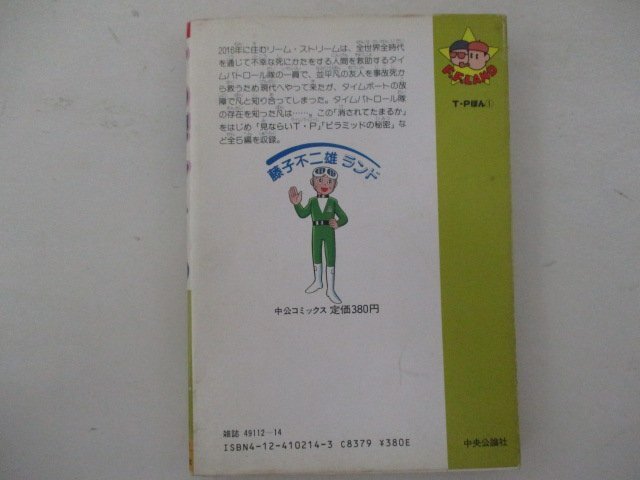 2016年に住むリーム・ストリームは、全世界全時代
を通じて不幸な死にかたをする人間を救助するタイ
ムパトロール隊の一員で、並平凡の友人を事故死か
ら救うため現代へやって来たが、タイムボートの故
障で凡と知り合ってしまった。タイムパトロール隊
の存在を知った凡は……。この「消されてたまるか」
をはじめ「見ならいT・P」「ピラミッドの秘密」な
ど全5編を収録。
藤子不二雄ランド
中公コミックス 定価380円
雑誌 49112-14
ISBN4-12-410214-3 C8379 ¥380E
F.F.LAND
T・Pぼん 1
中央公論社